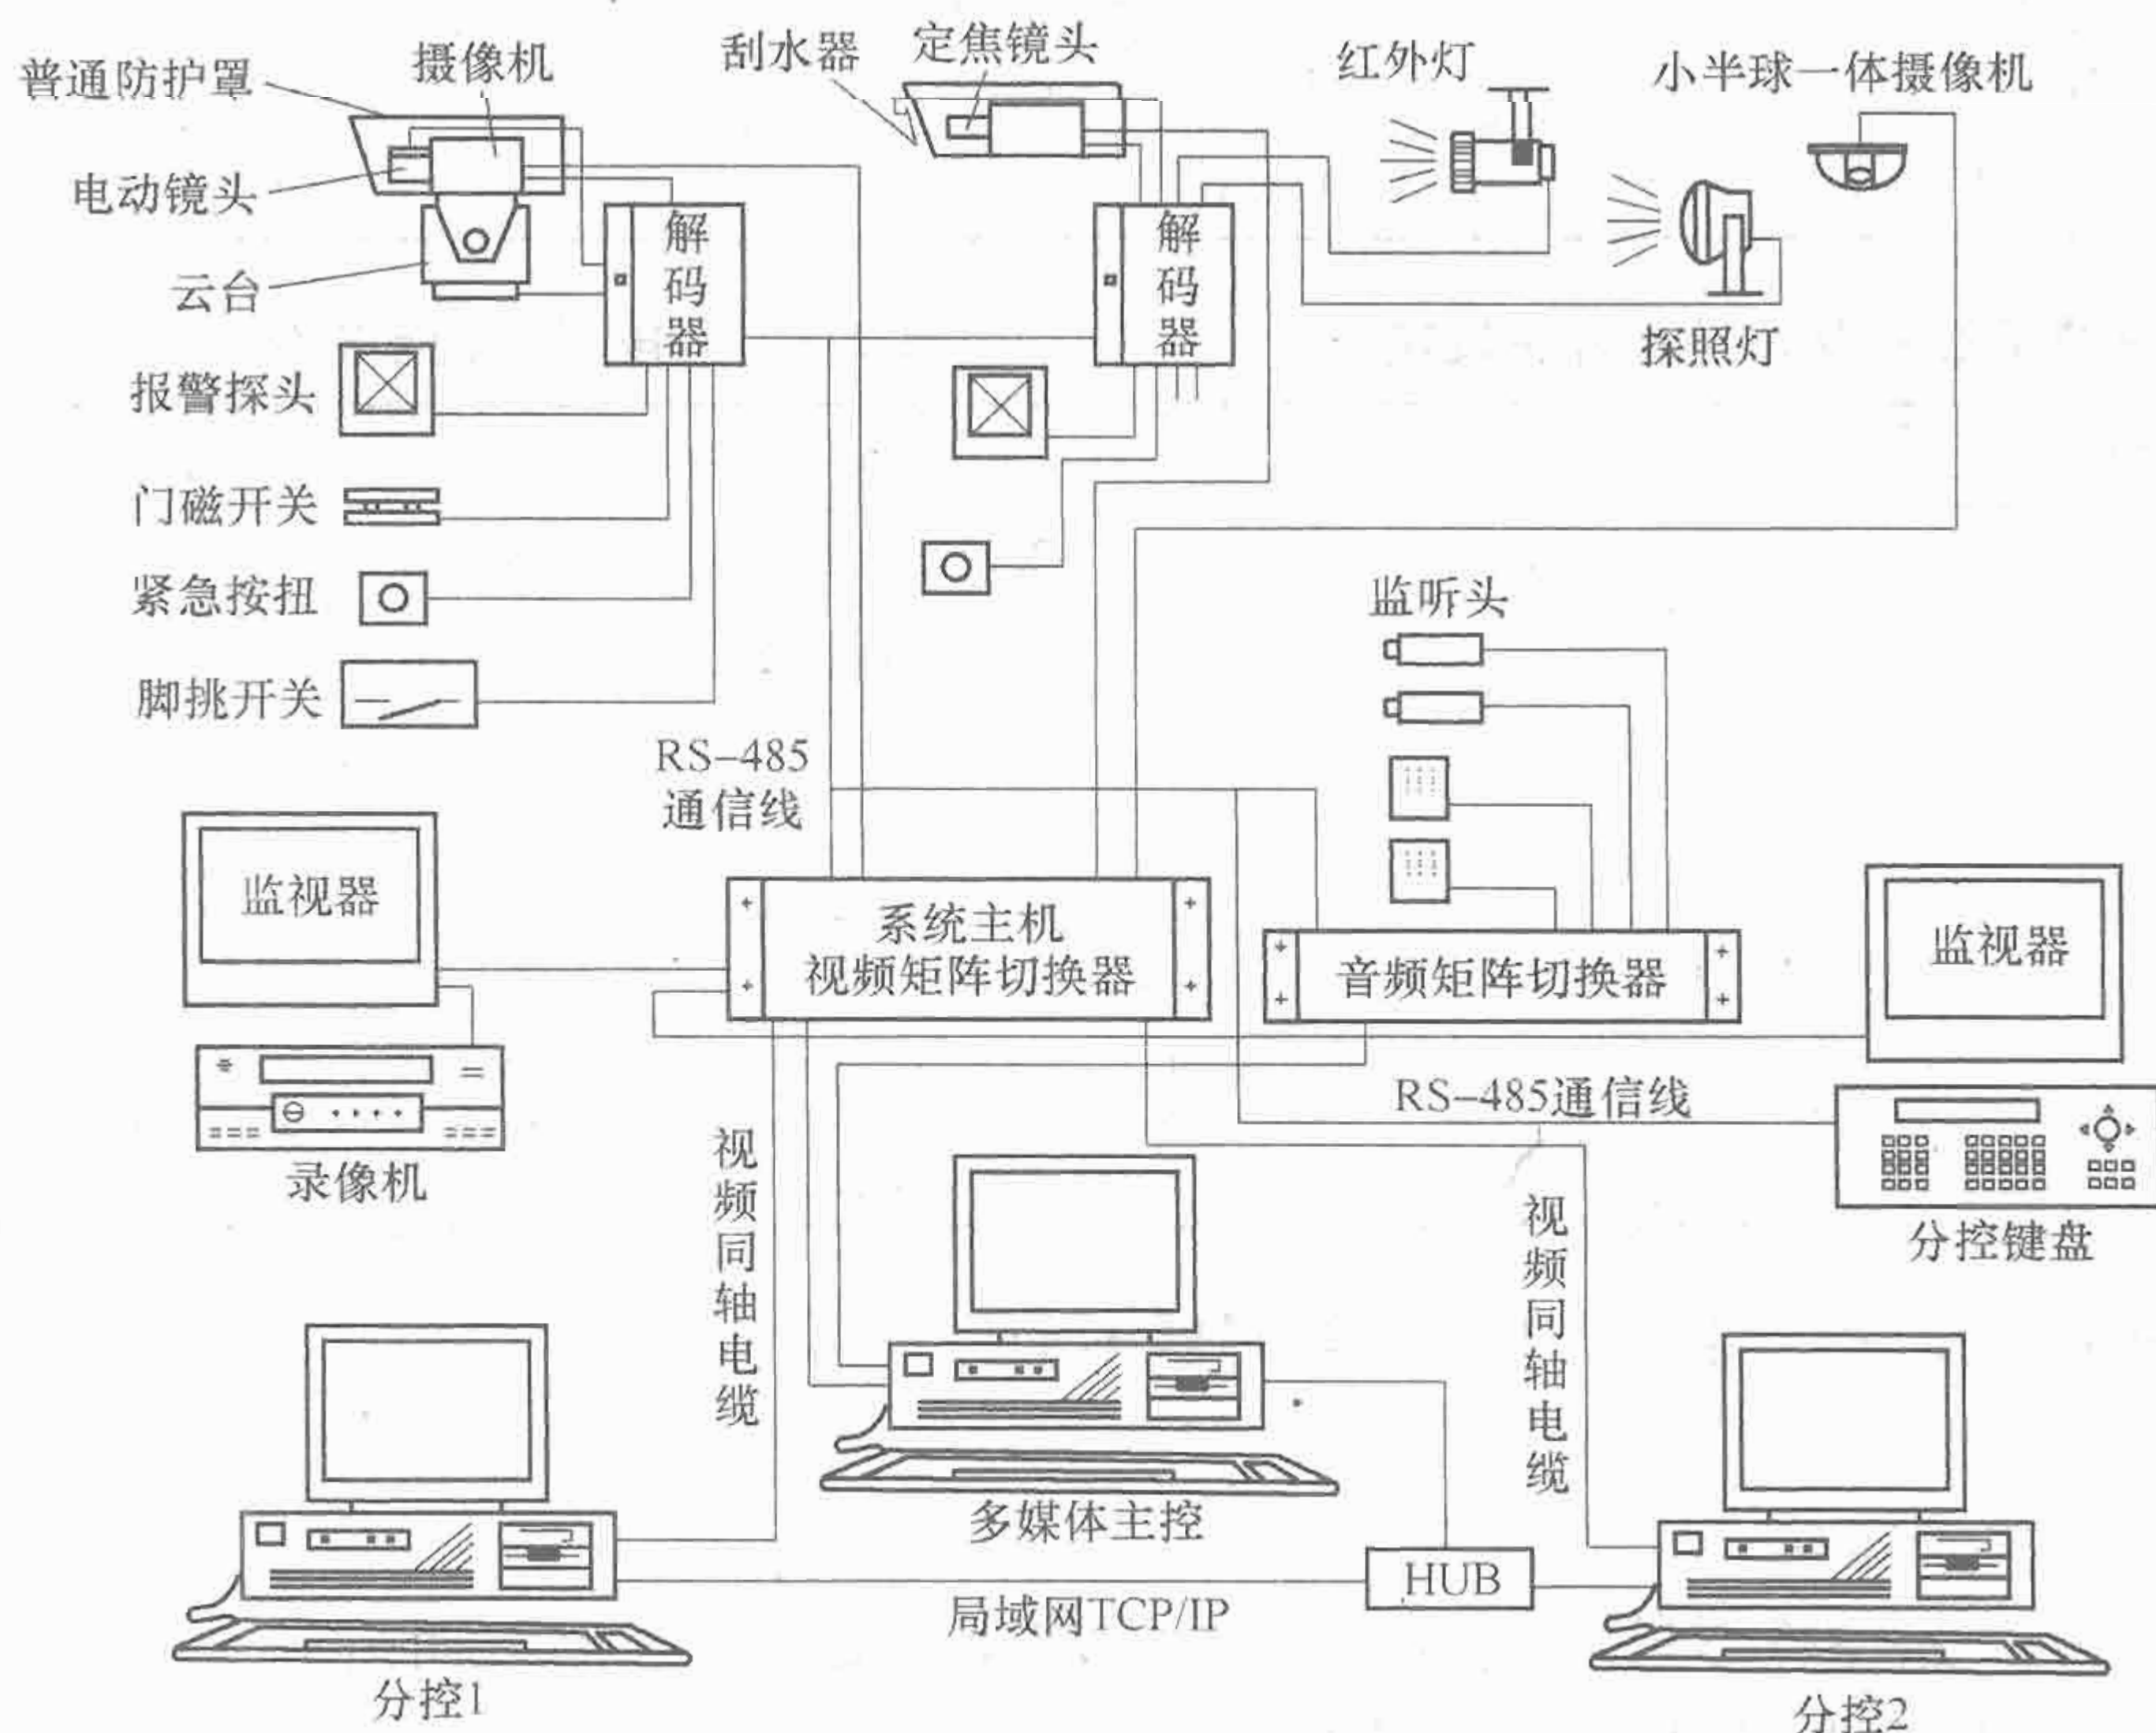 普通防护罩
摄像机
刮水器
定焦镜头
红外灯
小半球一体摄像机
电动镜头
云台
解码器
解码器
探照灯
报警探头
门磁开关
紧急按扭
脚挑开关
监听头
RS-485
通信线
监视器
系统主机
视频矩阵切换器
音频矩阵切换器
监视器
录像机
RS-485通信线
分控键盘
视频同轴电缆
视频同轴电缆
多媒体主控
HUB
局域网TCP/IP
分控1
分控2